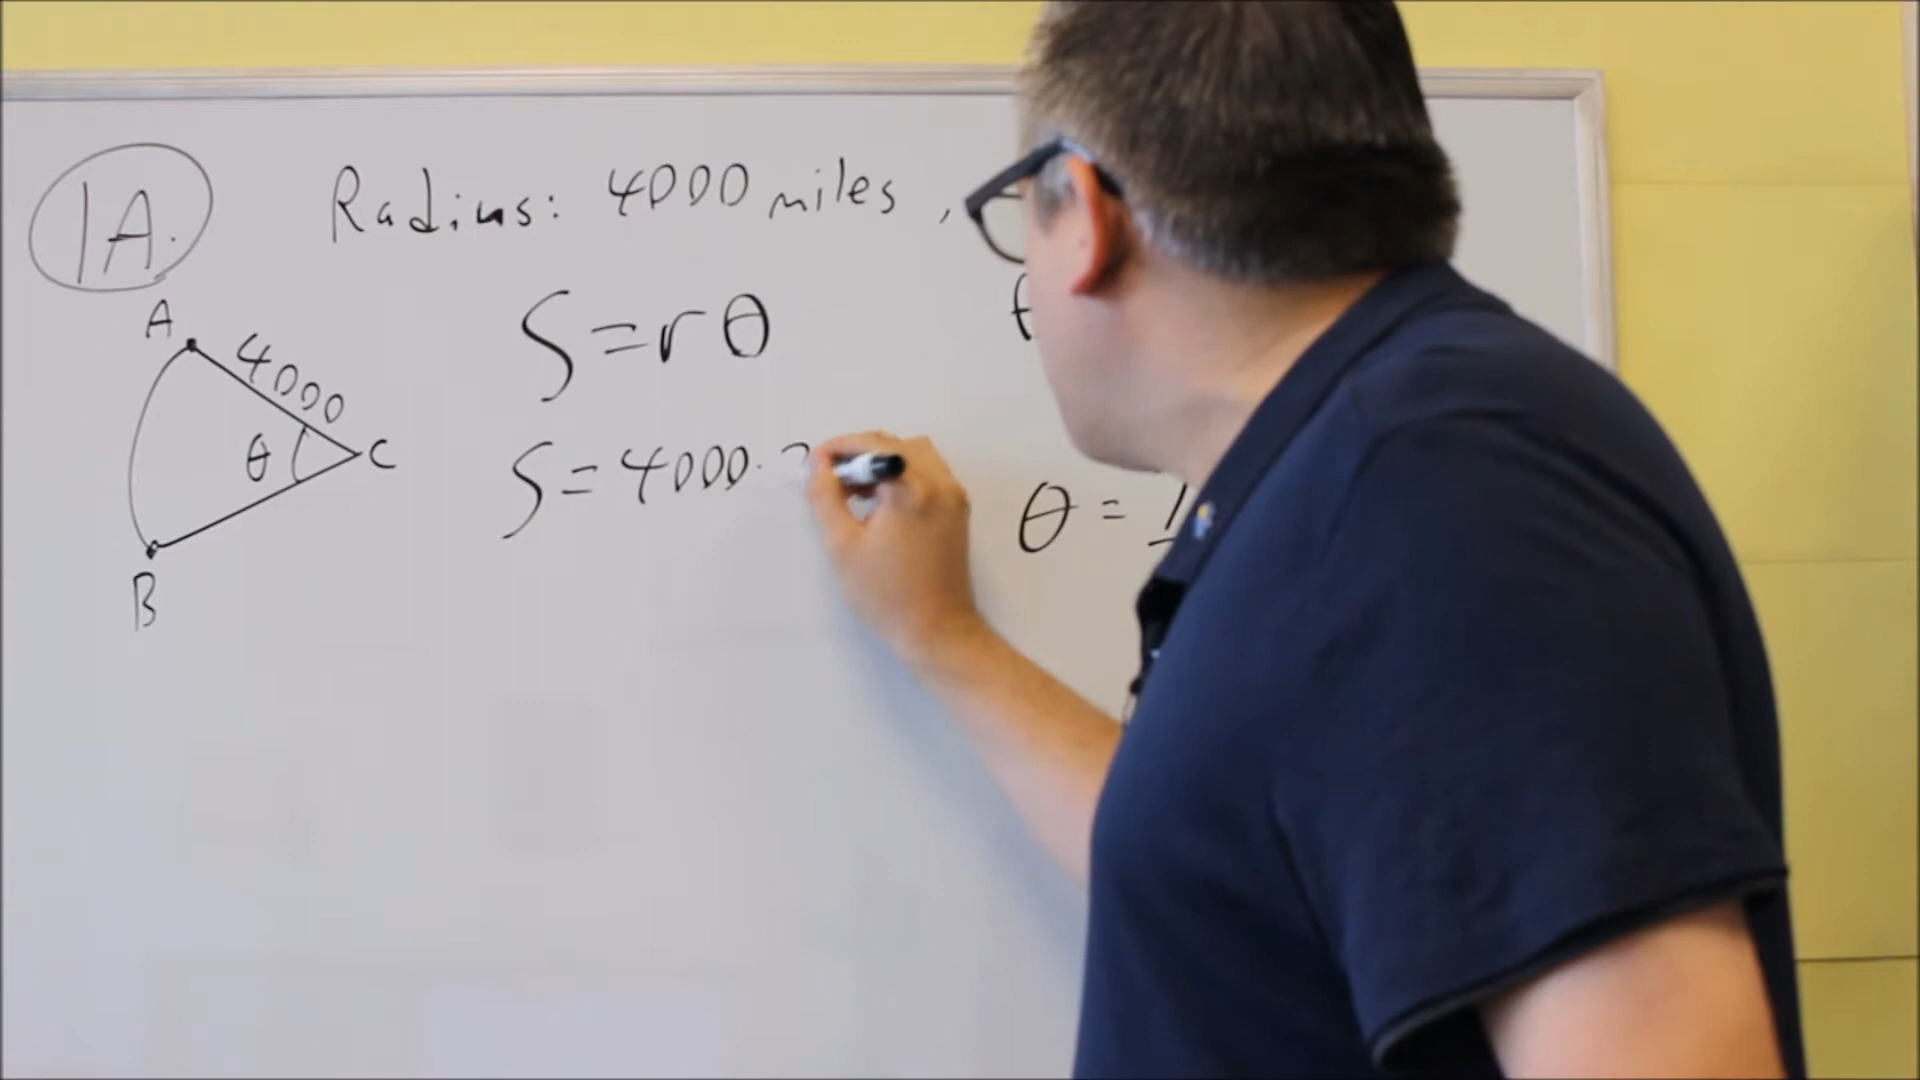 1A.
Radius: 4000 miles,
A
4000
θ
C
B
S=rθ
S=4000·
θ=